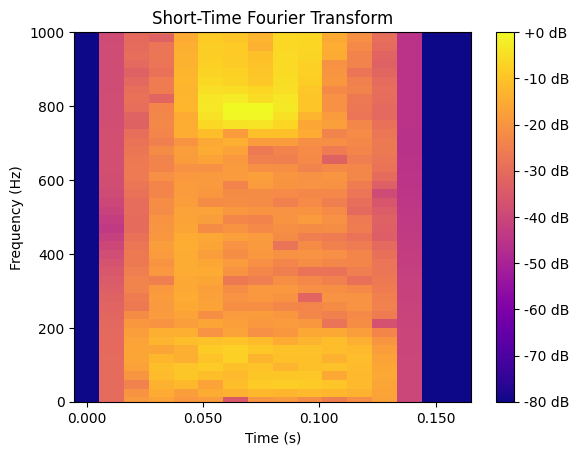 Short-Time Fourier Transform
1000
800
600
400
200
0
Frequency (Hz)
0.000
0.050
0.100
0.150
Time (s)
+0 dB
-10 dB
-20 dB
-30 dB
-40 dB
-50 dB
-60 dB
-70 dB
-80 dB